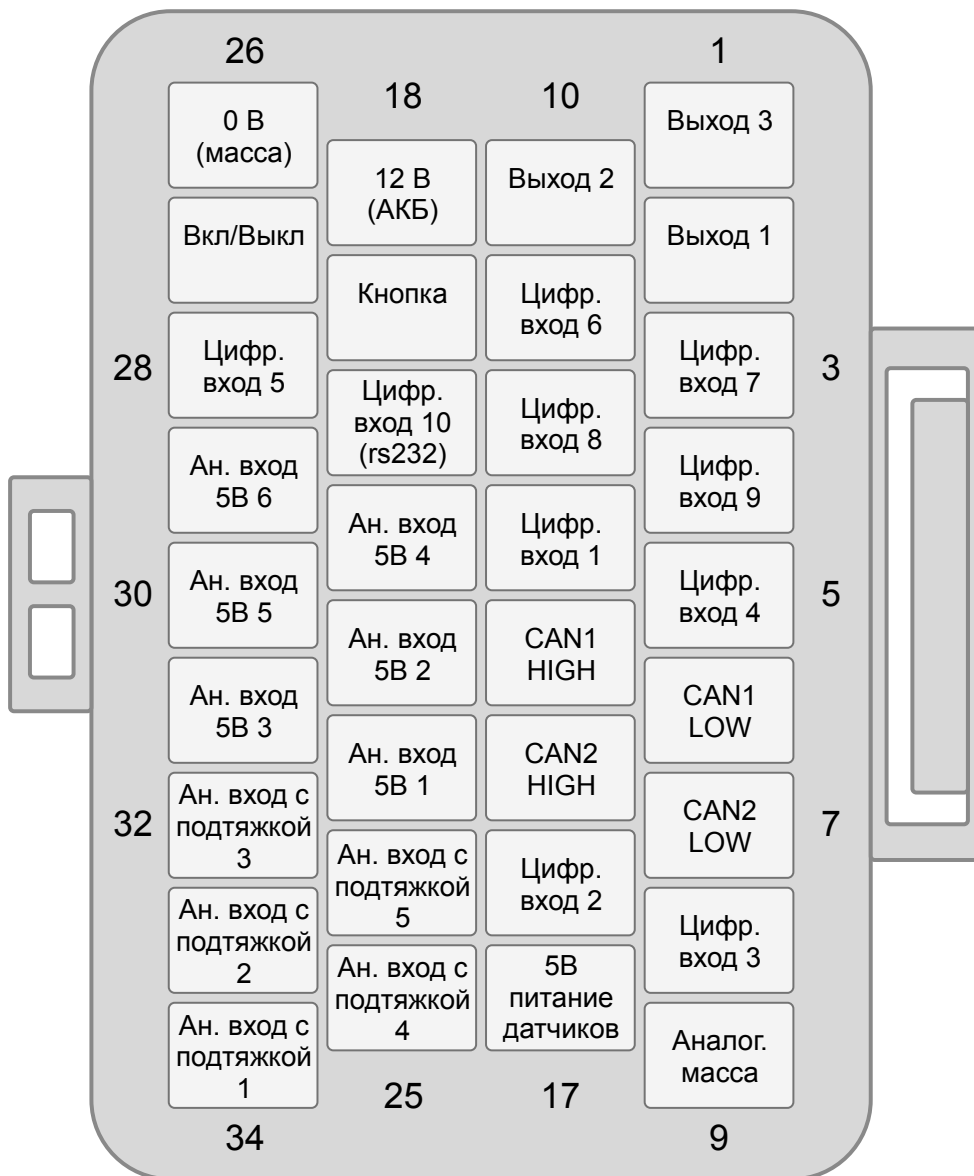 26
1
18
10
0 В
(масса)
Выход 3
12 В
(АКБ)
Выход 2
Вкл/Выкл
Выход 1
Кнопка
Цифр.
вход 6
28
Цифр.
вход 5
Цифр.
вход 7
3
Цифр.
вход 10
(rs232)
Цифр.
вход 8
Ан. вход
5В 6
Цифр.
вход 9
Ан. вход
5В 4
Цифр.
вход 1
30
Ан. вход
5В 5
Цифр.
вход 4
5
Ан. вход
5В 2
CAN1
HIGH
Ан. вход
5В 3
CAN1
LOW
Ан. вход
5В 1
CAN2
HIGH
32
Ан. вход с
подтяжкой
3
CAN2
LOW
7
Ан. вход с
подтяжкой
5
Цифр.
вход 2
Ан. вход с
подтяжкой
2
Цифр.
вход 3
Ан. вход с
подтяжкой
4
5В
питание
датчиков
Ан. вход с
подтяжкой
1
Аналог.
масса
25
17
34
9